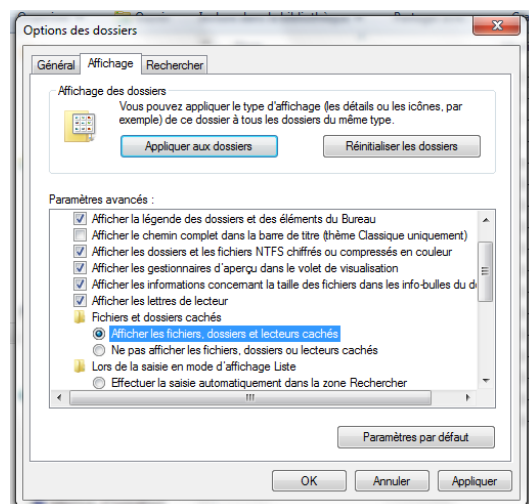 Options des dossiers
Général
Affichage
Rechercher
Affichage des dossiers
Vous pouvez appliquer le type d'affichage (les détails ou les icônes, par
exemple) de ce dossier à tous les dossiers du même type.
Appliquer aux dossiers
Réinitialiser les dossiers
Paramètres avancés :
Afficher la légende des dossiers et des éléments du Bureau
Afficher le chemin complet dans la barre de titre (thème Classique uniquement)
Afficher les dossiers et les fichiers NTFS chiffrés ou compressés en couleur
Afficher les gestionnaires d'aperçu dans le volet de visualisation
Afficher les informations concernant la taille des fichiers dans les info-bulles du d
Afficher les lettres de lecteur
Fichiers et dossiers cachés
Afficher les fichiers, dossiers et lecteurs cachés
Ne pas afficher les fichiers, dossiers ou lecteurs cachés
Lors de la saisie en mode d'affichage Liste
Effectuer la saisie automatiquement dans la zone Rechercher
Paramètres par défaut
OK
Annuler
Appliquer